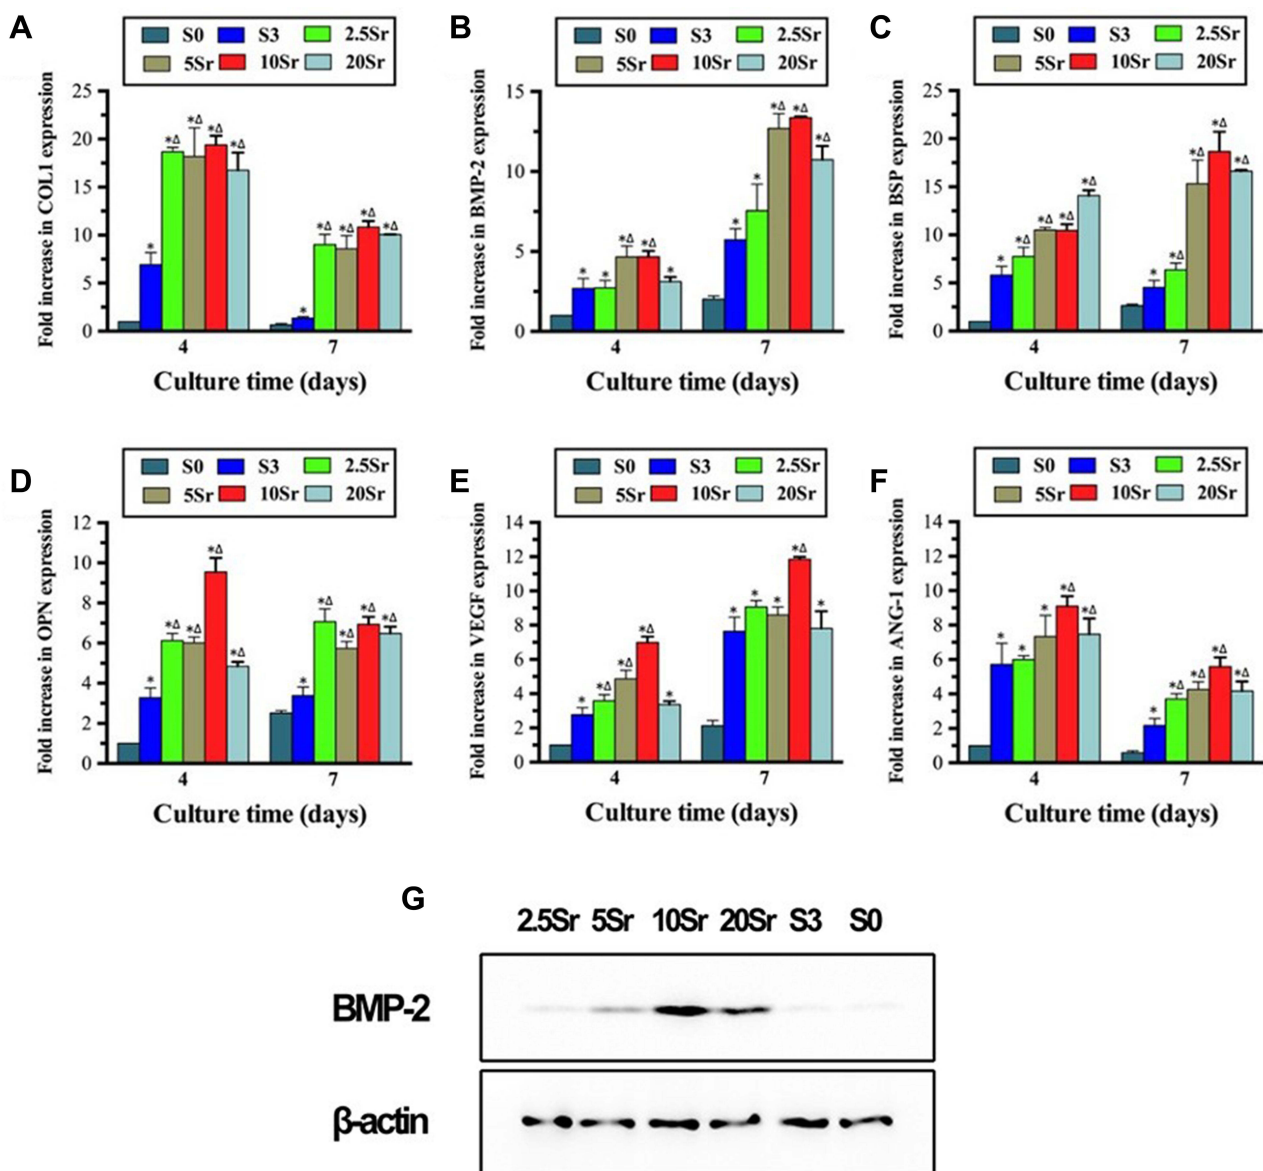 A
S0 S3 2.5Sr
5Sr 10Sr 20Sr
Fold increase in COL1 expression
25
20
15
10
5
0
*
*Δ
*Δ
*Δ
*Δ
*
*Δ
*Δ
*Δ
*Δ
4 7
Culture time (days)
B
S0 S3 2.5Sr
5Sr 10Sr 20Sr
Fold increase in BMP-2 expression
15
10
5
0
*
*
*Δ
*Δ
*
*
*
*Δ
*Δ
*Δ
4 7
Culture time (days)
C
S0 S3 2.5Sr
5Sr 10Sr 20Sr
Fold increase in BSP expression
25
20
15
10
5
0
*
*Δ
*Δ
*Δ
*Δ
*
*Δ
*Δ
*Δ
*Δ
4 7
Culture time (days)
D
S0 S3 2.5Sr
5Sr 10Sr 20Sr
Fold increase in OPN expression
12
10
8
6
4
2
0
*
*Δ
*Δ
*Δ
*Δ
*
*Δ
*Δ
*Δ
*Δ
4 7
Culture time (days)
E
S0 S3 2.5Sr
5Sr 10Sr 20Sr
Fold increase in VEGF expression
14
12
10
8
6
4
2
0
*
*Δ
*Δ
*Δ
*
*
*
*
*Δ
*
4 7
Culture time (days)
F
S0 S3 2.5Sr
5Sr 10Sr 20Sr
Fold increase in ANG-1 expression
14
12
10
8
6
4
2
0
*
*
*
*Δ
*Δ
*
*Δ
*Δ
*Δ
*Δ
4 7
Culture time (days)
G
2.5Sr 5Sr 10Sr 20Sr S3 S0
BMP-2
β-actin